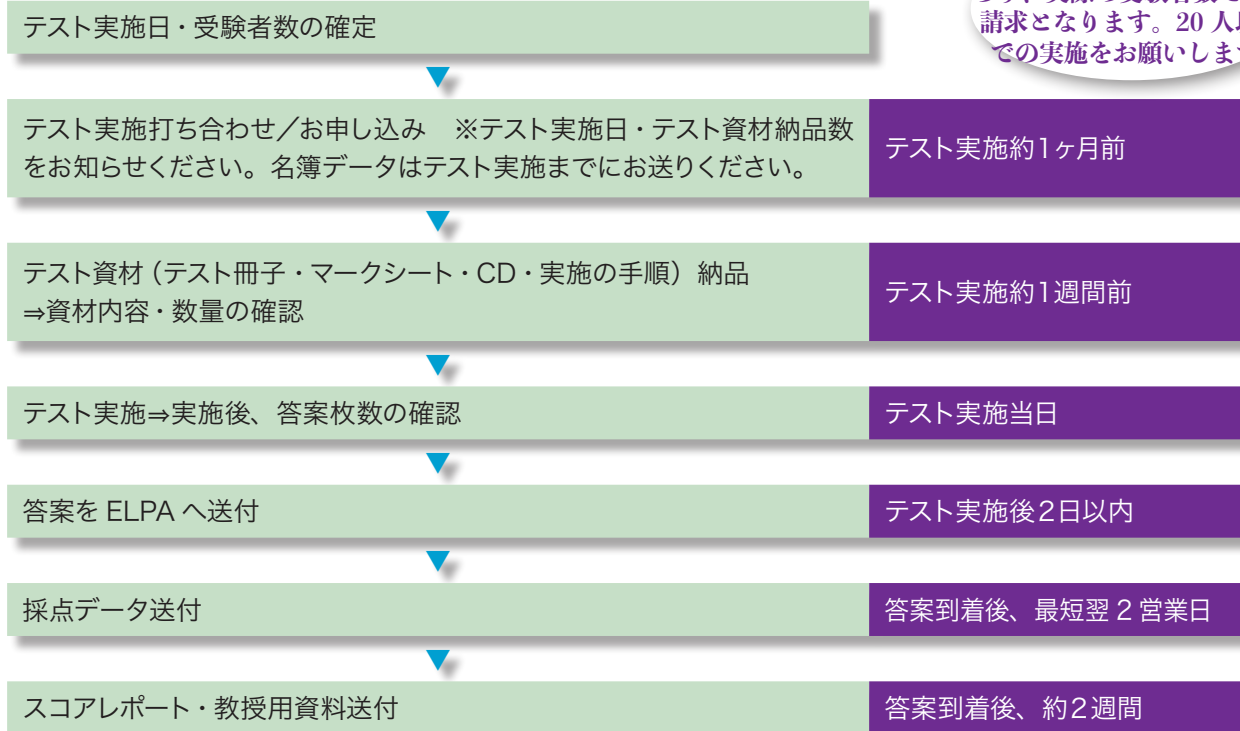 テスト実施日・受験者数の確定
請求となります。20 人
での実施をお願いしま
テスト実施打ち合わせ／お申し込み　※テスト実施日・テスト資材納品数
をお知らせください。名簿データはテスト実施までにお送りください。
テスト実施約1ヶ月前
テスト資材（テスト冊子・マークシート・CD・実施の手順）納品
⇒資材内容・数量の確認
テスト実施約1週間前
テスト実施⇒実施後、答案枚数の確認
テスト実施当日
答案を ELPA へ送付
テスト実施後2日以内
採点データ送付
答案到着後、最短翌 2 営業日
スコアレポート・教授用資料送付
答案到着後、約2週間